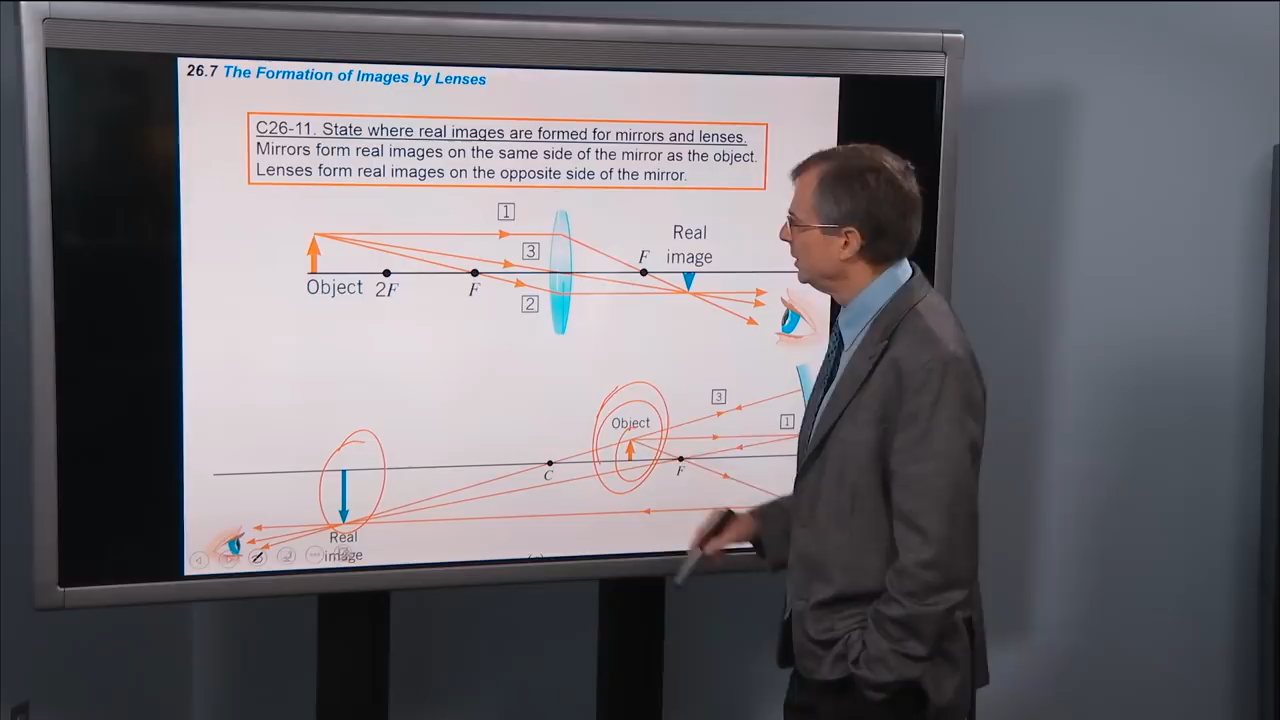 26.7 The Formation of Images by Lenses
C26-11. State where real images are formed for mirrors and lenses.
Mirrors form real images on the same side of the mirror as the object.
Lenses form real images on the opposite side of the mirror.
1
3
2
Object 2F F
F
Real
image
3
1
Object
C
F
Real
image